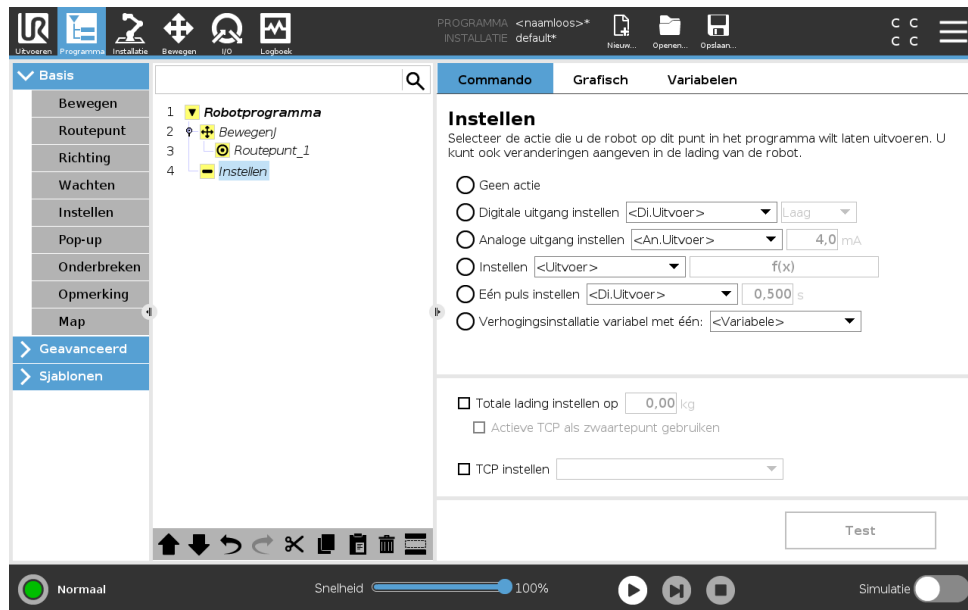 PROGRAMMA <naamloos>*
INSTALLATIE default*
Uitvoeren Programma Installatie Bewegen I/O Logboek
Nieuw... Openen... Opslaan...
C C
C C
Basis
Bewegen
Routepunt
Richting
Wachten
Instellen
Pop-up
Onderbreken
Opmerking
Map
Geavanceerd
Sjablonen
1 Robotprogramma
2 BewegenJ
3 Routepunt_1
4 Instellen
Commando Grafisch Variabelen
Instellen
Selecteer de actie die u de robot op dit punt in het programma wilt laten uitvoeren. U
kunt ook veranderingen aangeven in de lading van de robot.
Geen actie
Digitale uitgang instellen <Di.Uitvoer> Laag
Analoge uitgang instellen <An.Uitvoer> 4,0 mA
Instellen <Uitvoer> f(x)
Eén puls instellen <Di.Uitvoer> 0,500 s
Verhogingsinstallatie variabel met één: <Variabele>
Totale lading instellen op 0,00 kg
Actieve TCP als zwaartepunt gebruiken
TCP instellen
Test
Normaal
Snelheid 100%
Simulatie